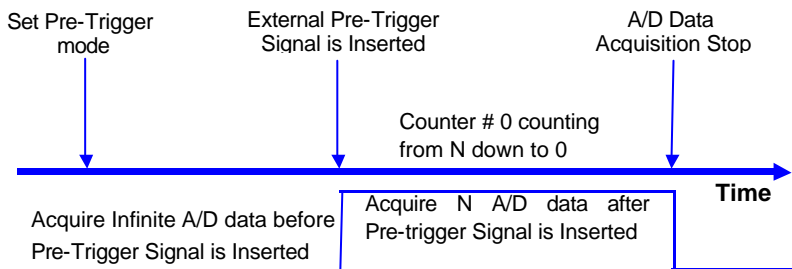 Set Pre-Trigger
mode
External Pre-Trigger
Signal is Inserted
A/D Data
Acquisition Stop
Counter # 0 counting
from N down to 0
Time
Acquire Infinite A/D data before
Pre-Trigger Signal is Inserted
Acquire N A/D data after
Pre-trigger Signal is Inserted